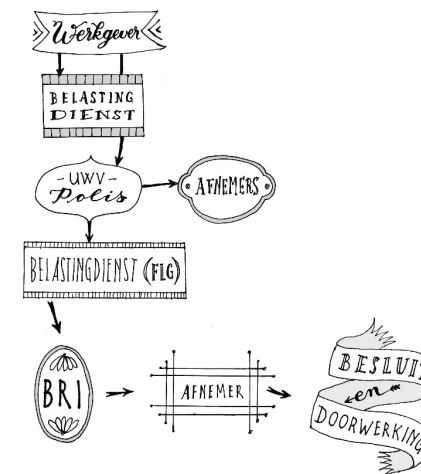 Werkgever
BELASTING
DIENST
- UWV -
Polis
AFNEMERS
BELASTINGDIENST (FLG)
BRI
AFNEMER
BESLUIT
en
DOORWERKING